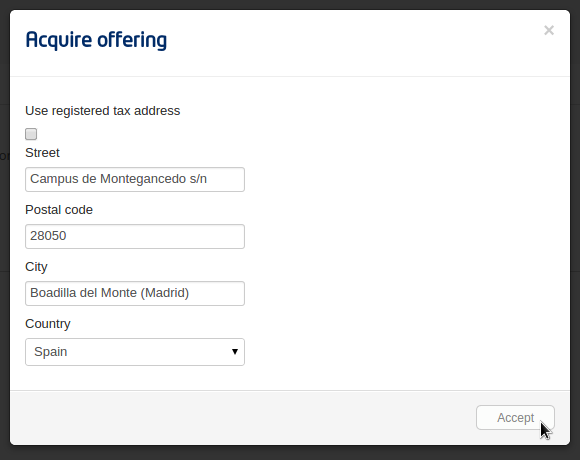 Acquire offering
×
Use registered tax address
Street
Campus de Montegancedo s/n
Postal code
28050
City
Boadilla del Monte (Madrid)
Country
Spain
Accept